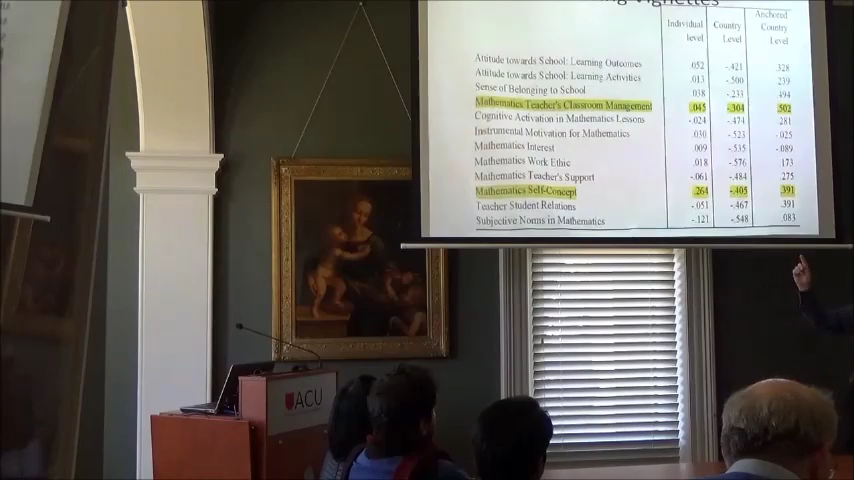 Vignettes
Individual level Country Level Anchored Country Level
Attitude towards School: Learning Outcomes .052 -.421 .328
Attitude towards School: Learning Activities .013 -.500 .239
Sense of Belonging to School .038 -.233 .494
Mathematics Teacher's Classroom Management .045 -.304 .502
Cognitive Activation in Mathematics Lessons -.024 -.474 .281
Instrumental Motivation for Mathematics .030 -.523 -.025
Mathematics Interest .009 -.535 -.089
Mathematics Work Ethic .018 -.576 .173
Mathematics Teacher's Support -.061 -.484 .275
Mathematics Self-Concept .264 -.405 .391
Teacher Student Relations -.051 -.467 .391
Subjective Norms in Mathematics -.121 -.548 .083
ACU